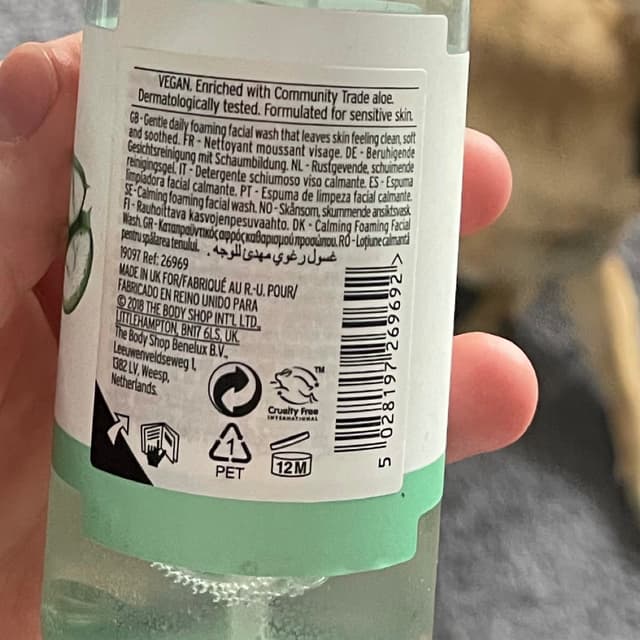 VEGAN. Enriched with Community Trade aloe.
Dermatologically tested. Formulated for sensitive skin.
GB - Gentle daily foaming facial wash that leaves skin feeling clean, soft
and soothed. FR - Nettoyant moussant visage. DE - Beruhigende
Gesichtsreinigung mit Schaumbildung. NL - Rustgevende, schuimende
reinigingsgel. IT - Detergente schiumoso viso calmante. ES - Espuma
limpiadora facial calmante. PT - Espuma de limpeza facial calmante.
SE - Calming foaming facial wash. NO - Skånsom, skummende ansiktsvask.
FI - Rauhoittava kasvojenpesuvaahto. DK - Calming Foaming Facial
Wash. GR - Καταπραϋντικός αφρός καθαρισμού προσώπου. RO - Loțiune calmantă
pentru spălarea tenului. غسول رغوي مهدئ للوجه.
19097 Ref: 26969
MADE IN UK FOR/FABRIQUÉ AU R.-U. POUR/
FABRICADO EN REINO UNIDO PARA
© 2018 THE BODY SHOP INT'L LTD.,
LITTLEHAMPTON, BN17 6LS, UK.
The Body Shop Benelux B.V.,
Leeuwenveldseweg 1,
1382 LV, Weesp,
Netherlands.
Cruelty Free
INTERNATIONAL
TM
1
PET
12M
5 028197 269692 >